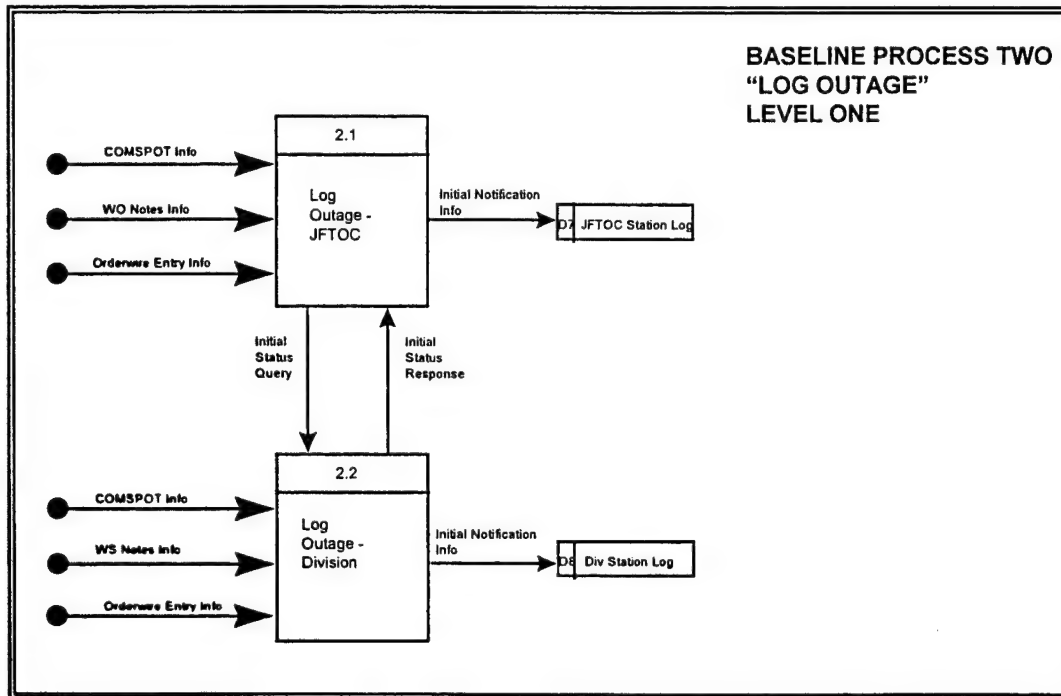 BASELINE PROCESS TWO
“LOG OUTAGE”
LEVEL ONE
2.1
COMSPOT Info
WO Notes Info
Orderwire Entry Info
Log
Outage -
JFTOC
Initial Notification
Info
D7 JFTOC Station Log
Initial
Status
Query
Initial
Status
Response
2.2
COMSPOT Info
WS Notes Info
Orderwire Entry Info
Log
Outage -
Division
Initial Notification
Info
D8 Div Station Log